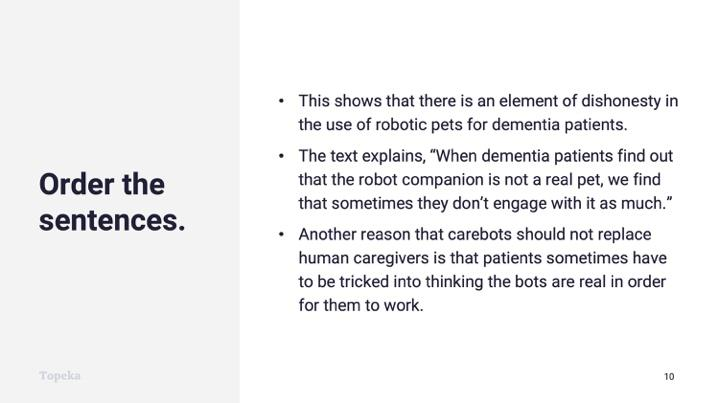 Order the
sentences.
• This shows that there is an element of dishonesty in
the use of robotic pets for dementia patients.
• The text explains, “When dementia patients find out
that the robot companion is not a real pet, we find
that sometimes they don’t engage with it as much.”
• Another reason that carebots should not replace
human caregivers is that patients sometimes have
to be tricked into thinking the bots are real in order
for them to work.
Topeka
10